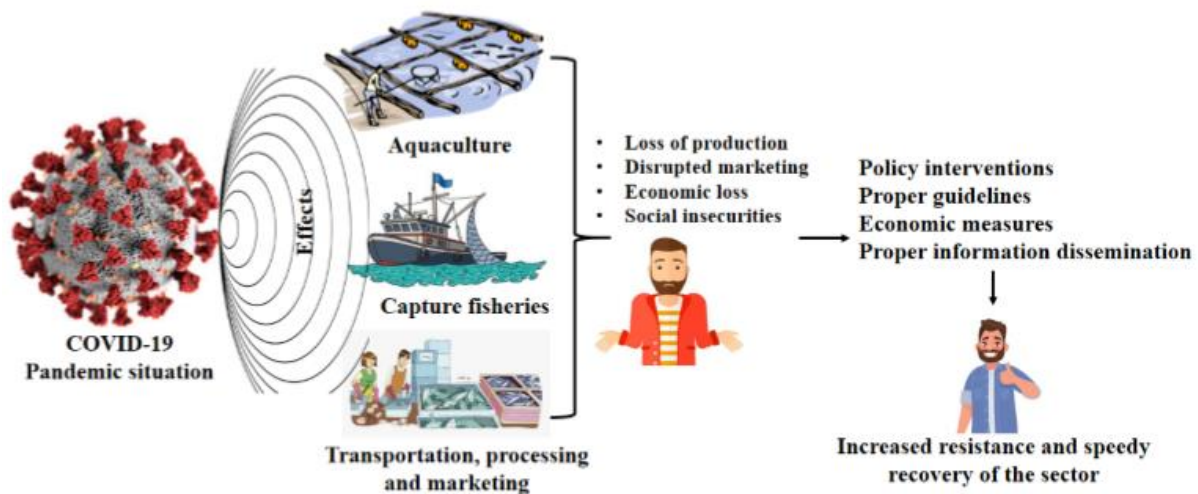 COVID-19
Pandemic situation
Effects
Aquaculture
Capture fisheries
Transportation, processing
and marketing
• Loss of production
• Disrupted marketing
• Economic loss
• Social insecurities
Policy interventions
Proper guidelines
Economic measures
Proper information dissemination
Increased resistance and speedy
recovery of the sector